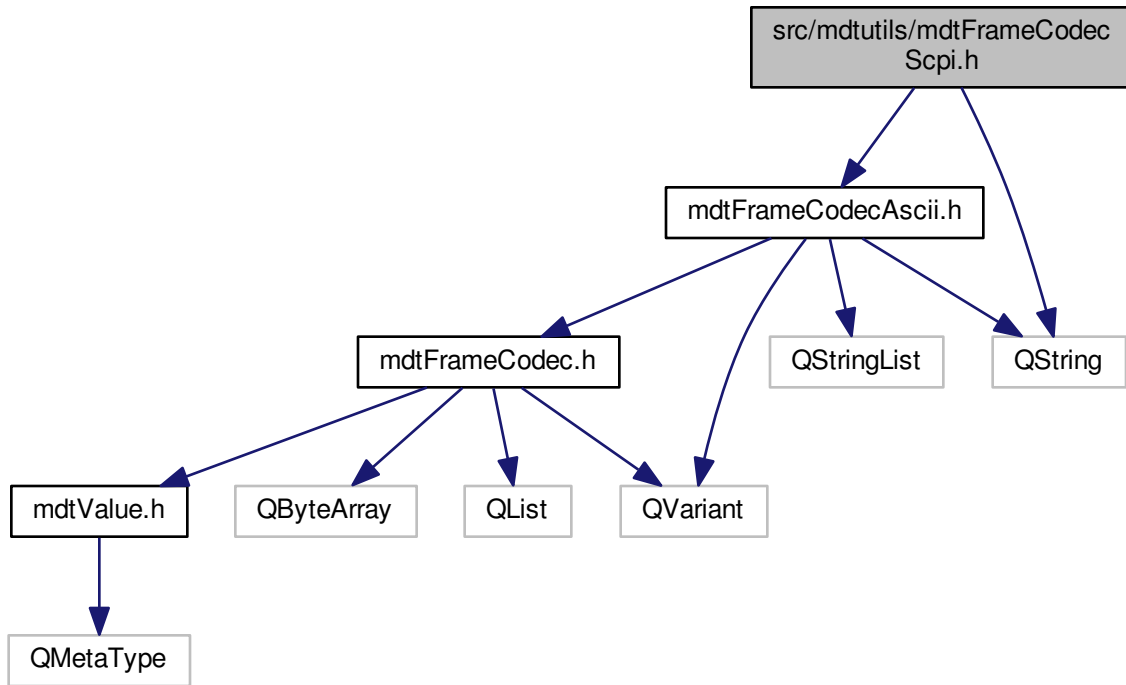 src/mdtutils/mdtFrameCodec
Scpi.h
mdtFrameCodecAscii.h
mdtFrameCodec.h
QStringList
QString
mdtValue.h
QByteArray
QList
QVariant
QMetaType